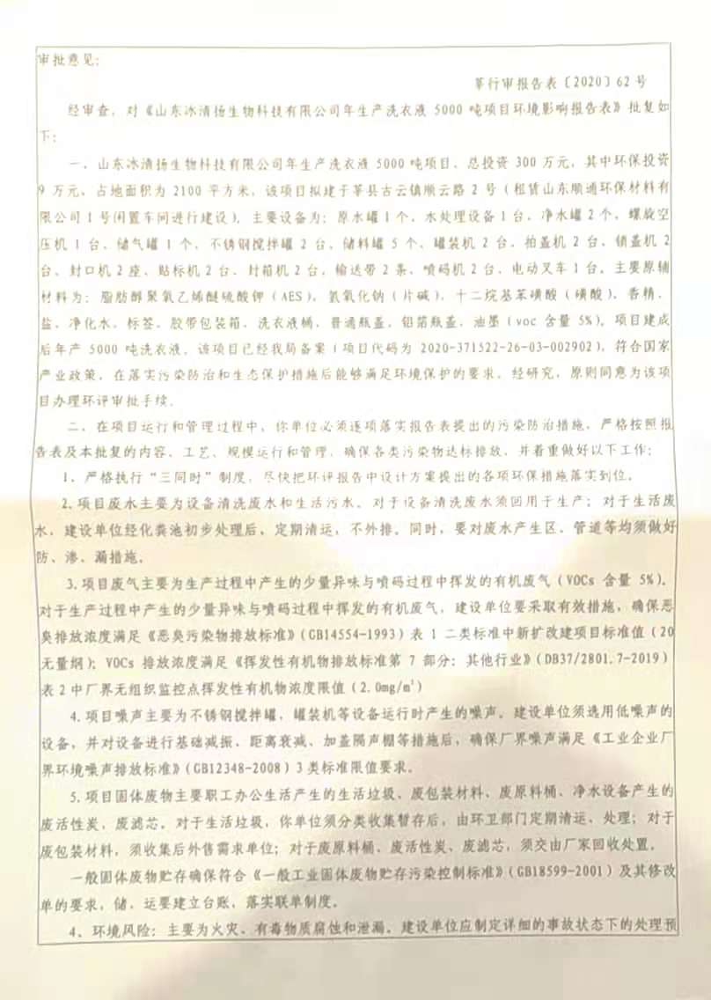 审批意见：
莘行审报告表〔2020〕62 号
经审查，对《山东冰清扬生物科技有限公司年生产洗衣液 5000 吨项目环境影响报告表》批复如
下：
一、山东冰清扬生物科技有限公司年生产洗衣液 5000 吨项目，总投资 300 万元，其中环保投资
9 万元，占地面积为 2100 平方米，该项目拟建于莘县古云镇顺云路 2 号（租赁山东顺通环保材料有
限公司 1 号闲置车间进行建设）。主要设备为：原水罐 1 个、水处理设备 1 台、净水罐 2 个、螺旋空
压机 1 台、储气罐 1 个、不锈钢搅拌罐 2 台、储料罐 5 个、罐装机 2 台、拍盖机 2 台、锁盖机 2
台、封口机 2 座、贴标机 2 台、封箱机 2 台、输送带 2 条、喷码机 2 台、电动叉车 1 台。主要原辅
材料为：脂肪醇聚氧乙烯醚硫酸钾（AES）、氢氧化钠（片碱）、十二烷基苯磺酸（磺酸）、香精、
盐、净化水、标签、胶带包装箱、洗衣液桶、普通瓶盖、铝箔瓶盖、油墨（voc 含量 5%）。项目建成
后年产 5000 吨洗衣液。该项目已经我局备案（项目代码为 2020-371522-26-03-002902），符合国家
产业政策，在落实污染防治和生态保护措施后能够满足环境保护的要求。经研究，原则同意为该项
目办理环评审批手续。
二、在项目运行和管理过程中，你单位必须逐项落实报告表提出的污染防治措施，严格按照报
告表及本批复的内容、工艺、规模运行和管理，确保各类污染物达标排放，并着重做好以下工作：
1、严格执行“三同时”制度，尽快把环评报告中设计方案提出的各项环保措施落实到位。
2.项目废水主要为设备清洗废水和生活污水。对于设备清洗废水须回用于生产；对于生活废
水，建设单位经化粪池初步处理后，定期清运，不外排。同时，要对废水产生区、管道等均须做好
防、渗、漏措施。
3.项目废气主要为生产过程中产生的少量异味与喷码过程中挥发的有机废气（VOCs 含量 5%）。
对于生产过程中产生的少量异味与喷码过程中挥发的有机废气，建设单位要采取有效措施，确保恶
臭排放浓度满足《恶臭污染物排放标准》（GB14554-1993）表 1 二类标准中新扩改建项目标准值（20
无量纲）；VOCs 排放浓度满足《挥发性有机物排放标准第 7 部分：其他行业》（DB37/2801.7-2019）
表 2 中厂界无组织监控点挥发性有机物浓度限值（2.0mg/m³）
4.项目噪声主要为不锈钢搅拌罐、罐装机等设备运行时产生的噪声。建设单位须选用低噪声的
设备，并对设备进行基础减振、距离衰减、加盖隔声棚等措施后，确保厂界噪声满足《工业企业厂
界环境噪声排放标准》（GB12348-2008）3 类标准限值要求。
5.项目固体废物主要职工办公生活产生的生活垃圾、废包装材料、废原料桶、净水设备产生的
废活性炭、废滤芯。对于生活垃圾，你单位须分类收集暂存后，由环卫部门定期清运、处理；对于
废包装材料，须收集后外售需求单位；对于废原料桶、废活性炭、废滤芯，须交由厂家回收处置。
一般固体废物贮存确保符合《一般工业固体废物贮存污染控制标准》（GB18599-2001）及其修改
单的要求，储、运要建立台账，落实联单制度。
4、环境风险：主要为火灾、有毒物质腐蚀和泄漏。建设单位应制定详细的事故状态下的处理预